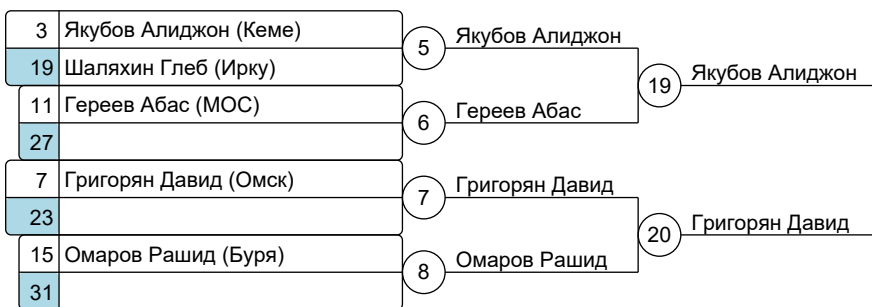 3 Якубов Алиджон (Кеме)
19 Шаляхин Глеб (Ирку)
5 Якубов Алиджон
11 Гереев Абас (МОС)
27
6 Гереев Абас
19 Якубов Алиджон
7 Григорян Давид (Омск)
23
7 Григорян Давид
15 Омаров Рашид (Буря)
31
8 Омаров Рашид
20 Григорян Давид